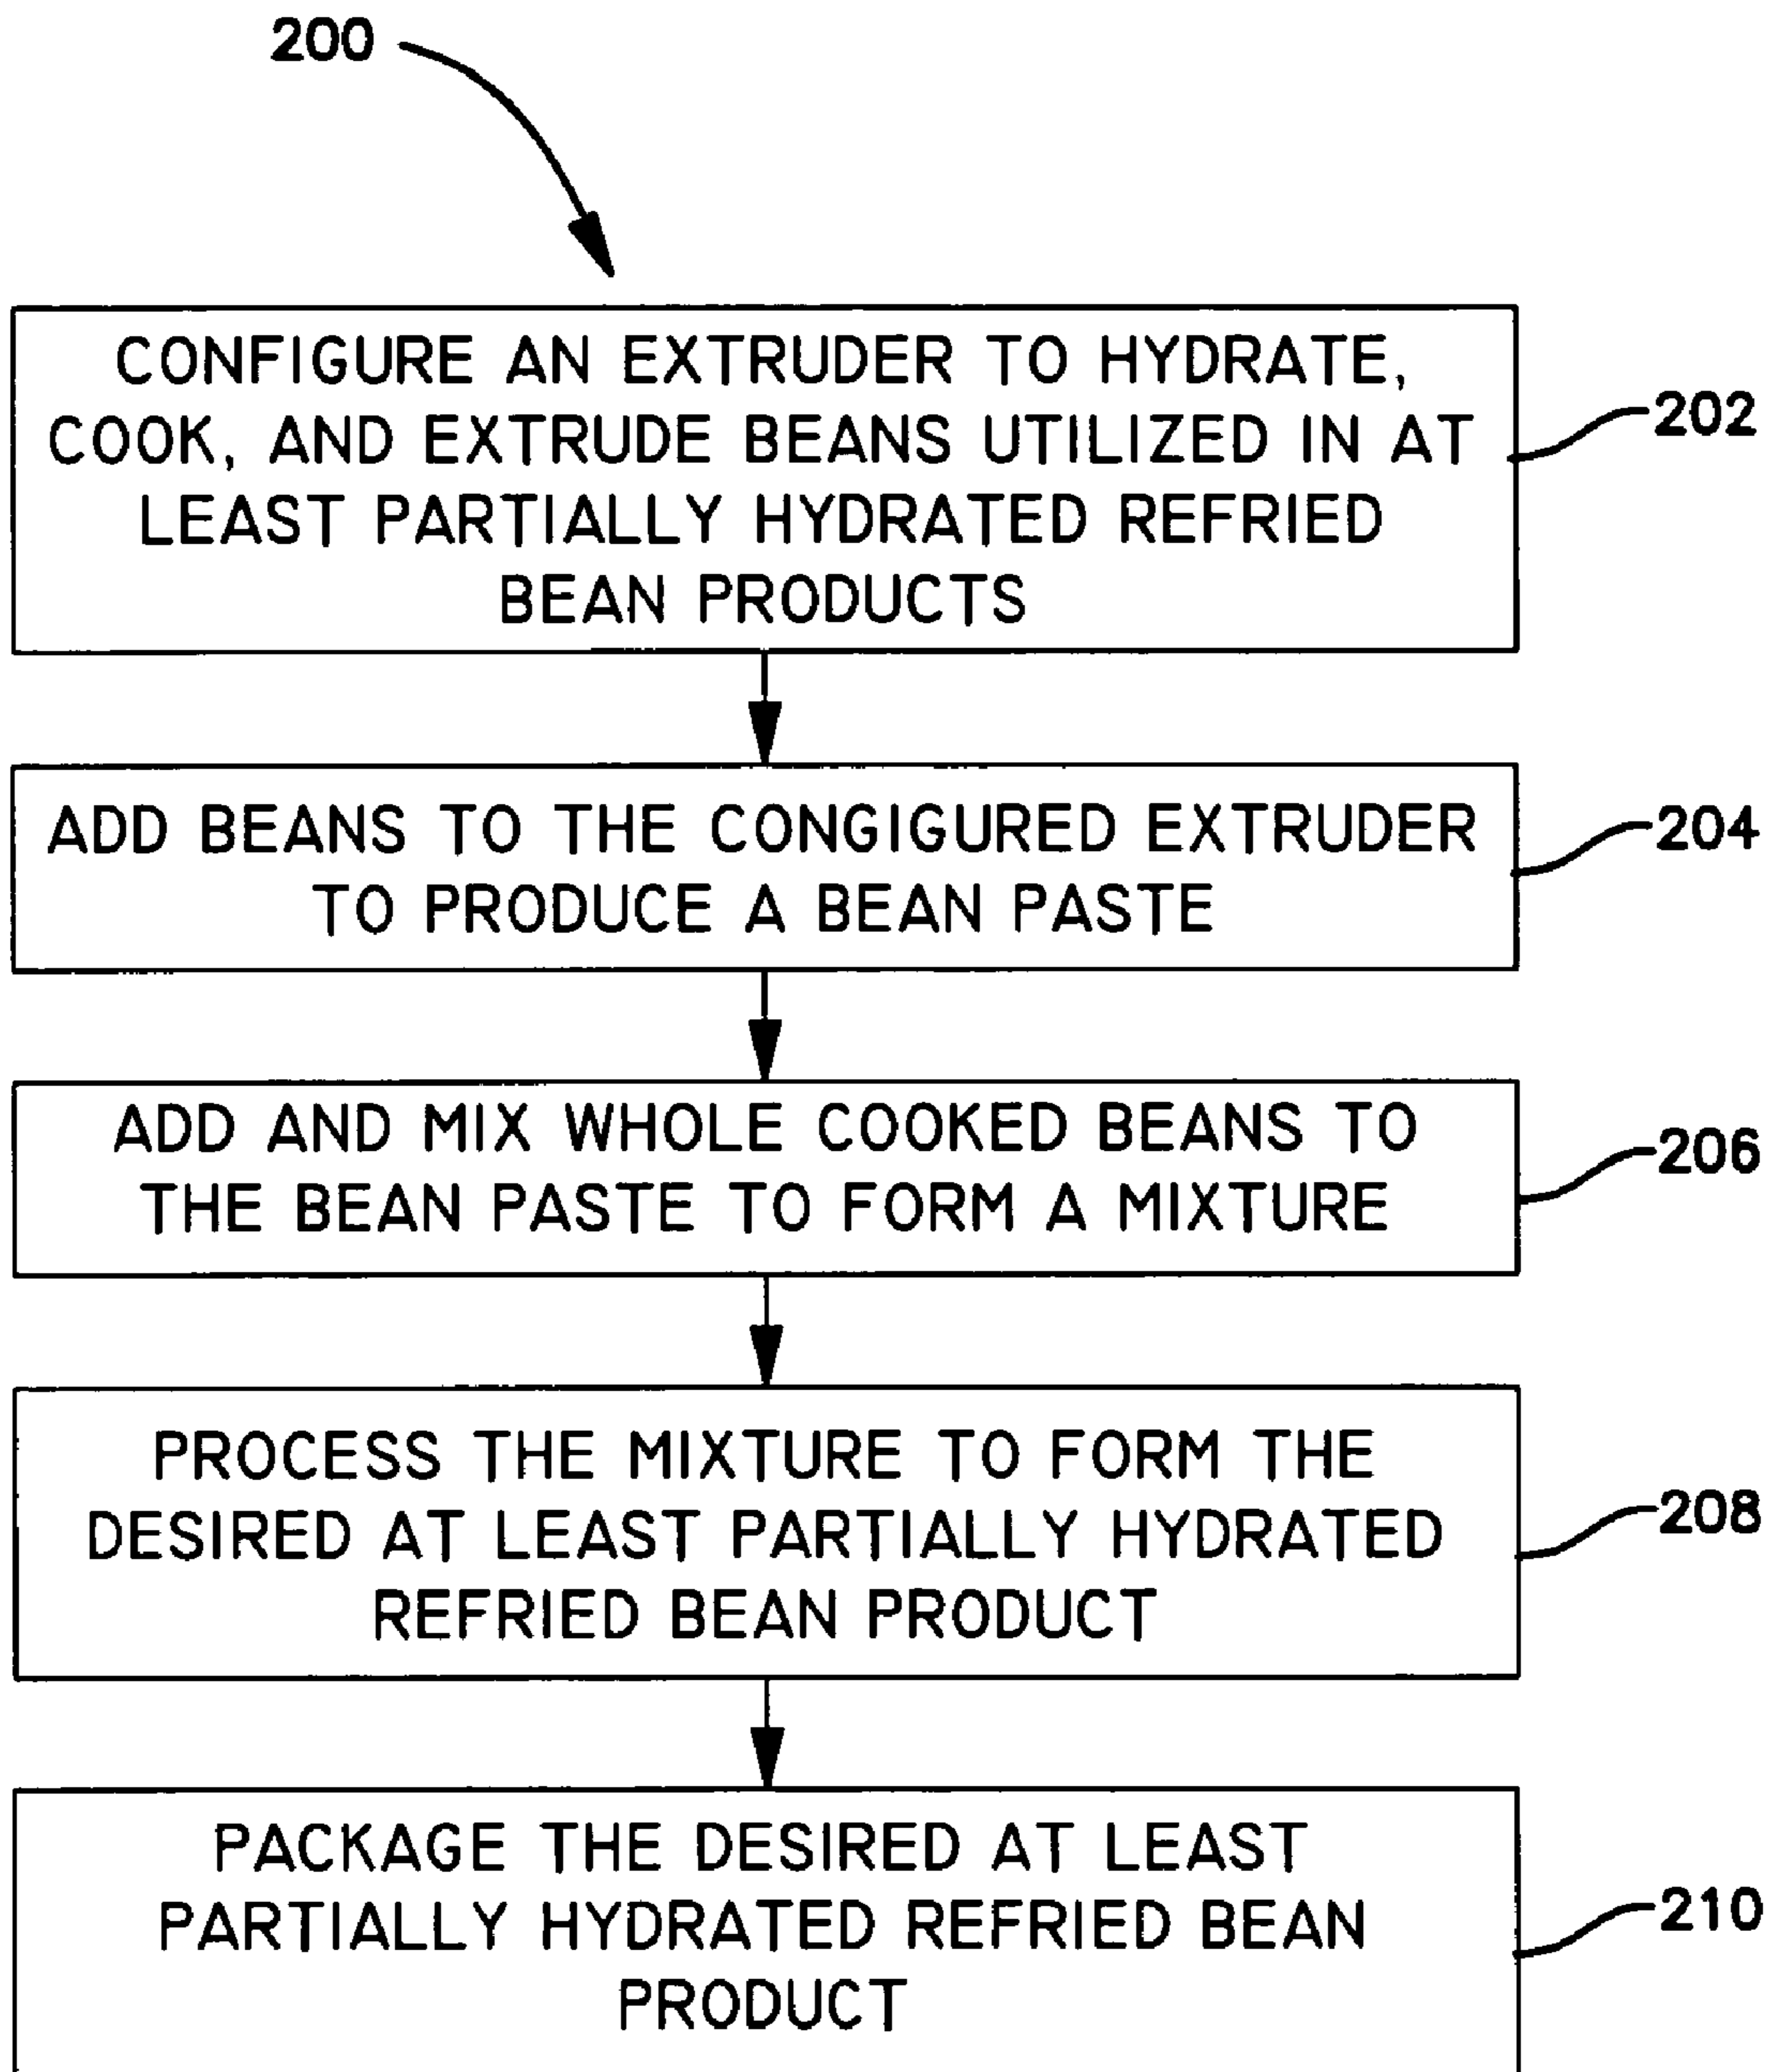 200
CONFIGURE AN EXTRUDER TO HYDRATE,
COOK, AND EXTRUDE BEANS UTILIZED IN AT
LEAST PARTIALLY HYDRATED REFRIED
BEAN PRODUCTS
202
ADD BEANS TO THE CONGIGURED EXTRUDER
TO PRODUCE A BEAN PASTE
204
ADD AND MIX WHOLE COOKED BEANS TO
THE BEAN PASTE TO FORM A MIXTURE
206
PROCESS THE MIXTURE TO FORM THE
DESIRED AT LEAST PARTIALLY HYDRATED
REFRIED BEAN PRODUCT
208
PACKAGE THE DESIRED AT LEAST
PARTIALLY HYDRATED REFRIED BEAN
PRODUCT
210